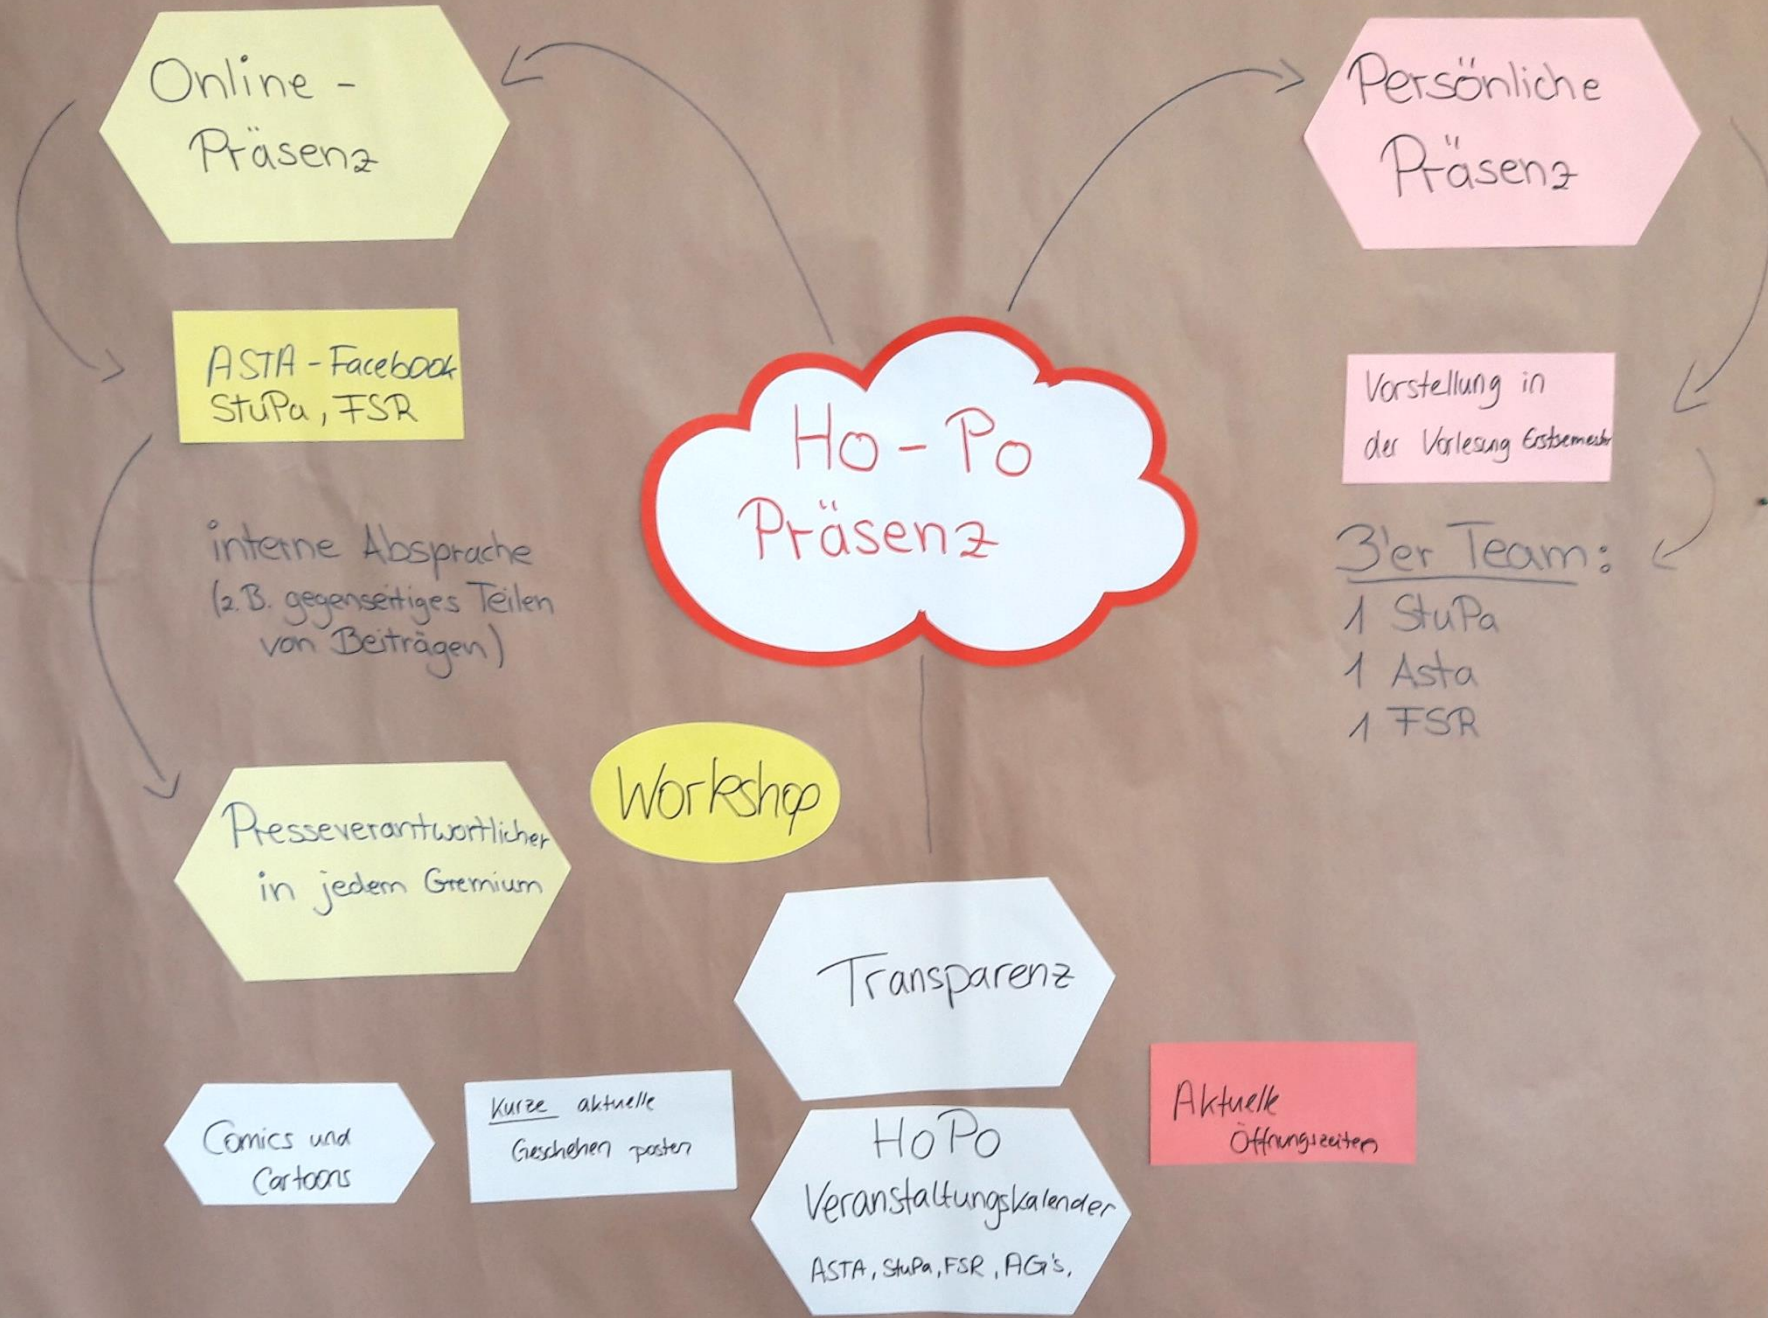 Online -
Präsenz
Persönliche
Präsenz
ASTA - Facebook
StuPa, FSR
Ho - Po
Präsenz
Vorstellung in
der Vorlesung Erstsemestr
interne Absprache
(z.B. gegenseitiges Teilen
von Beiträgen)
3'er Team:
1 StuPa
1 Asta
1 FSR
Workshop
Presseverantwortlicher
in jedem Gremium
Transparenz
Comics und
Cartoons
Kurze aktuelle
Geschehen posten
HoPo
Veranstaltungskalender
ASTA, StuPa, FSR, AG's,
Aktuelle
Öffnungszeiten